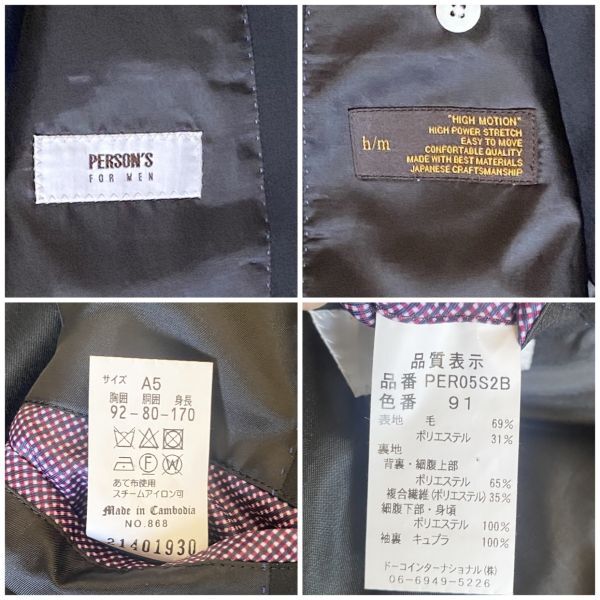 PERSON'S
FOR MEN
h/m
"HIGH MOTION"
HIGH POWER STRETCH
EASY TO MOVE
COMFORTABLE QUALITY
MADE WITH BEST MATERIALS
JAPANESE CRAFTSMANSHIP
サイズ A5
胸囲 胴囲 身長
92-80-170
あて布使用
スチームアイロン可
Made in Cambodia
NO.868
21401930
品質表示
品番 PER05S2B
色番 91
表地 毛 69%
ポリエステル 31%
裏地
背裏・細腹上部
ポリエステル 65%
複合繊維(ポリエステル)35%
細腹下部・身頃
ポリエステル 100%
袖裏 キュプラ 100%
ドーコインターナショナル(株)
06-6949-5226